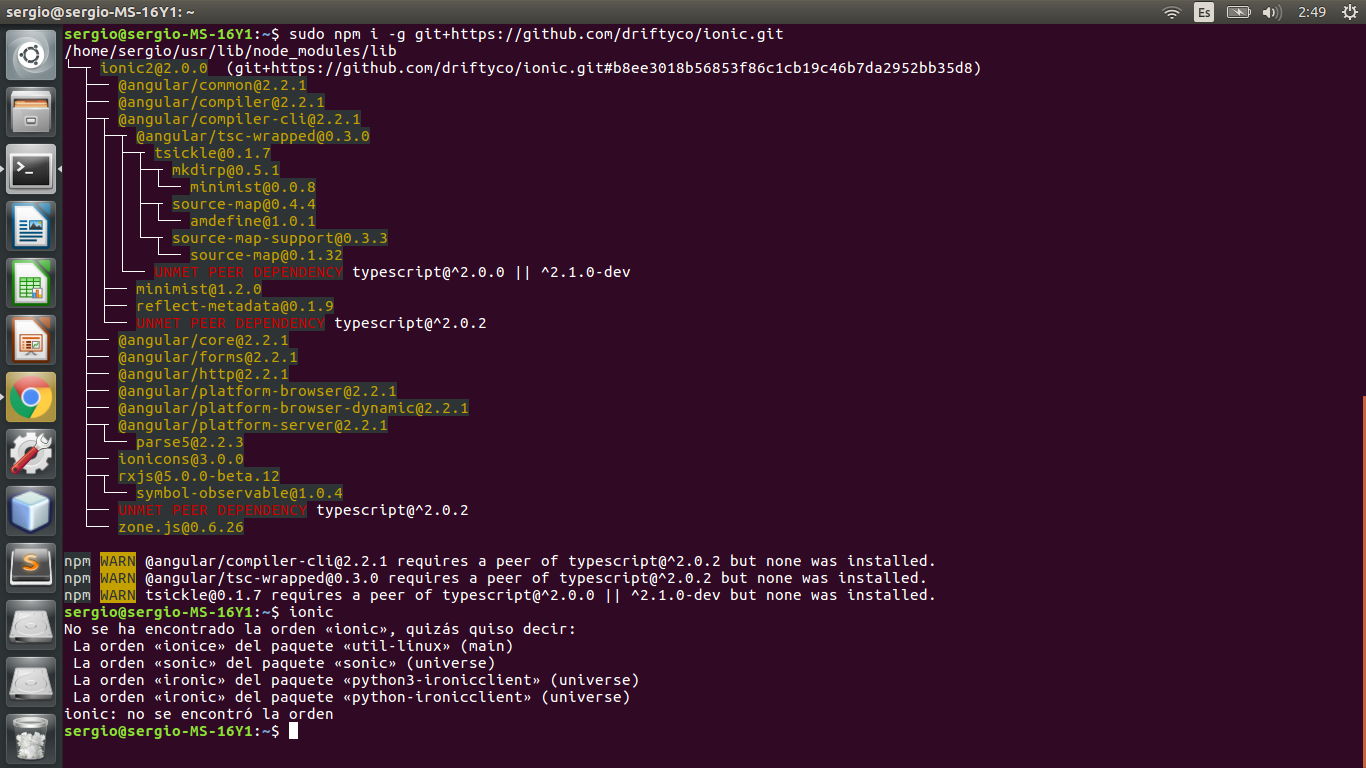 sergio@sergio-MS-16Y1: ~
Es
2:49
sergio@sergio-MS-16Y1:~$ sudo npm i -g git+https://github.com/driftyco/ionic.git
/home/sergio/usr/lib/node_modules/lib
└─┬ ionic2@2.0.0  (git+https://github.com/driftyco/ionic.git#b8ee3018b56853f86c1cb19c46b7da2952bb35d8)
  ├── @angular/common@2.2.1
  ├── @angular/compiler@2.2.1
  ├─┬ @angular/compiler-cli@2.2.1
  │ ├─┬ @angular/tsc-wrapped@0.3.0
  │ │ ├─┬ tsickle@0.1.7
  │ │ │ ├─┬ mkdirp@0.5.1
  │ │ │ │ └── minimist@0.0.8
  │ │ │ ├─┬ source-map@0.4.4
  │ │ │ │ └── amdefine@1.0.1
  │ │ │ └─┬ source-map-support@0.3.3
  │ │ │   └── source-map@0.1.32
  │ │ └── UNMET PEER DEPENDENCY typescript@^2.0.0 || ^2.1.0-dev
  │ ├── minimist@1.2.0
  │ ├── reflect-metadata@0.1.9
  │ └── UNMET PEER DEPENDENCY typescript@^2.0.2
  ├── @angular/core@2.2.1
  ├── @angular/forms@2.2.1
  ├── @angular/http@2.2.1
  ├── @angular/platform-browser@2.2.1
  ├── @angular/platform-browser-dynamic@2.2.1
  ├─┬ @angular/platform-server@2.2.1
  │ └── parse5@2.2.3
  ├── ionicons@3.0.0
  ├─┬ rxjs@5.0.0-beta.12
  │ └── symbol-observable@1.0.4
  ├── UNMET PEER DEPENDENCY typescript@^2.0.2
  └── zone.js@0.6.26
npm WARN @angular/compiler-cli@2.2.1 requires a peer of typescript@^2.0.2 but none was installed.
npm WARN @angular/tsc-wrapped@0.3.0 requires a peer of typescript@^2.0.2 but none was installed.
npm WARN tsickle@0.1.7 requires a peer of typescript@^2.0.0 || ^2.1.0-dev but none was installed.
sergio@sergio-MS-16Y1:~$ ionic
No se ha encontrado la orden «ionic», quizás quiso decir:
 La orden «ionice» del paquete «util-linux» (main)
 La orden «sonic» del paquete «sonic» (universe)
 La orden «ironic» del paquete «python3-ironicclient» (universe)
 La orden «ironic» del paquete «python-ironicclient» (universe)
ionic: no se encontró la orden
sergio@sergio-MS-16Y1:~$